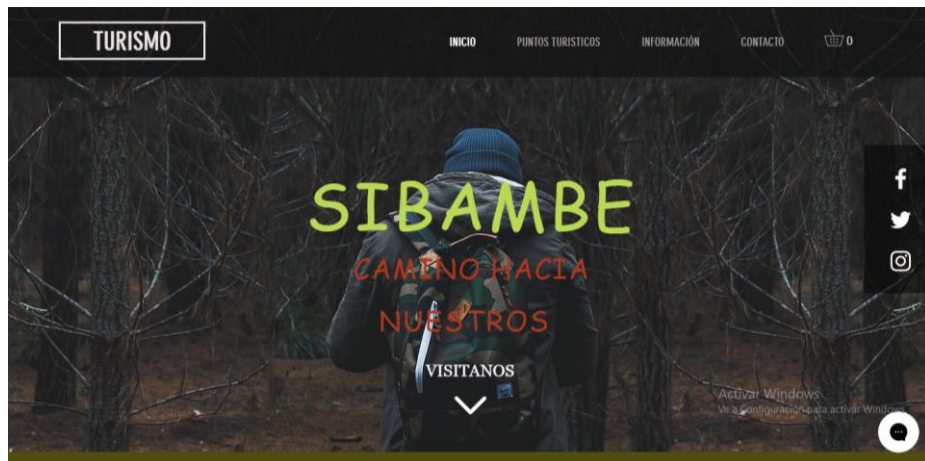 TURISMO
INICIO
PUNTOS TURISTICOS
INFORMACIÓN
CONTACTO
0
SIBAMBE
CAMINO HACIA
NUESTROS
VISITANOS
Activar Windows
Ve a Configuración para activar Windows.